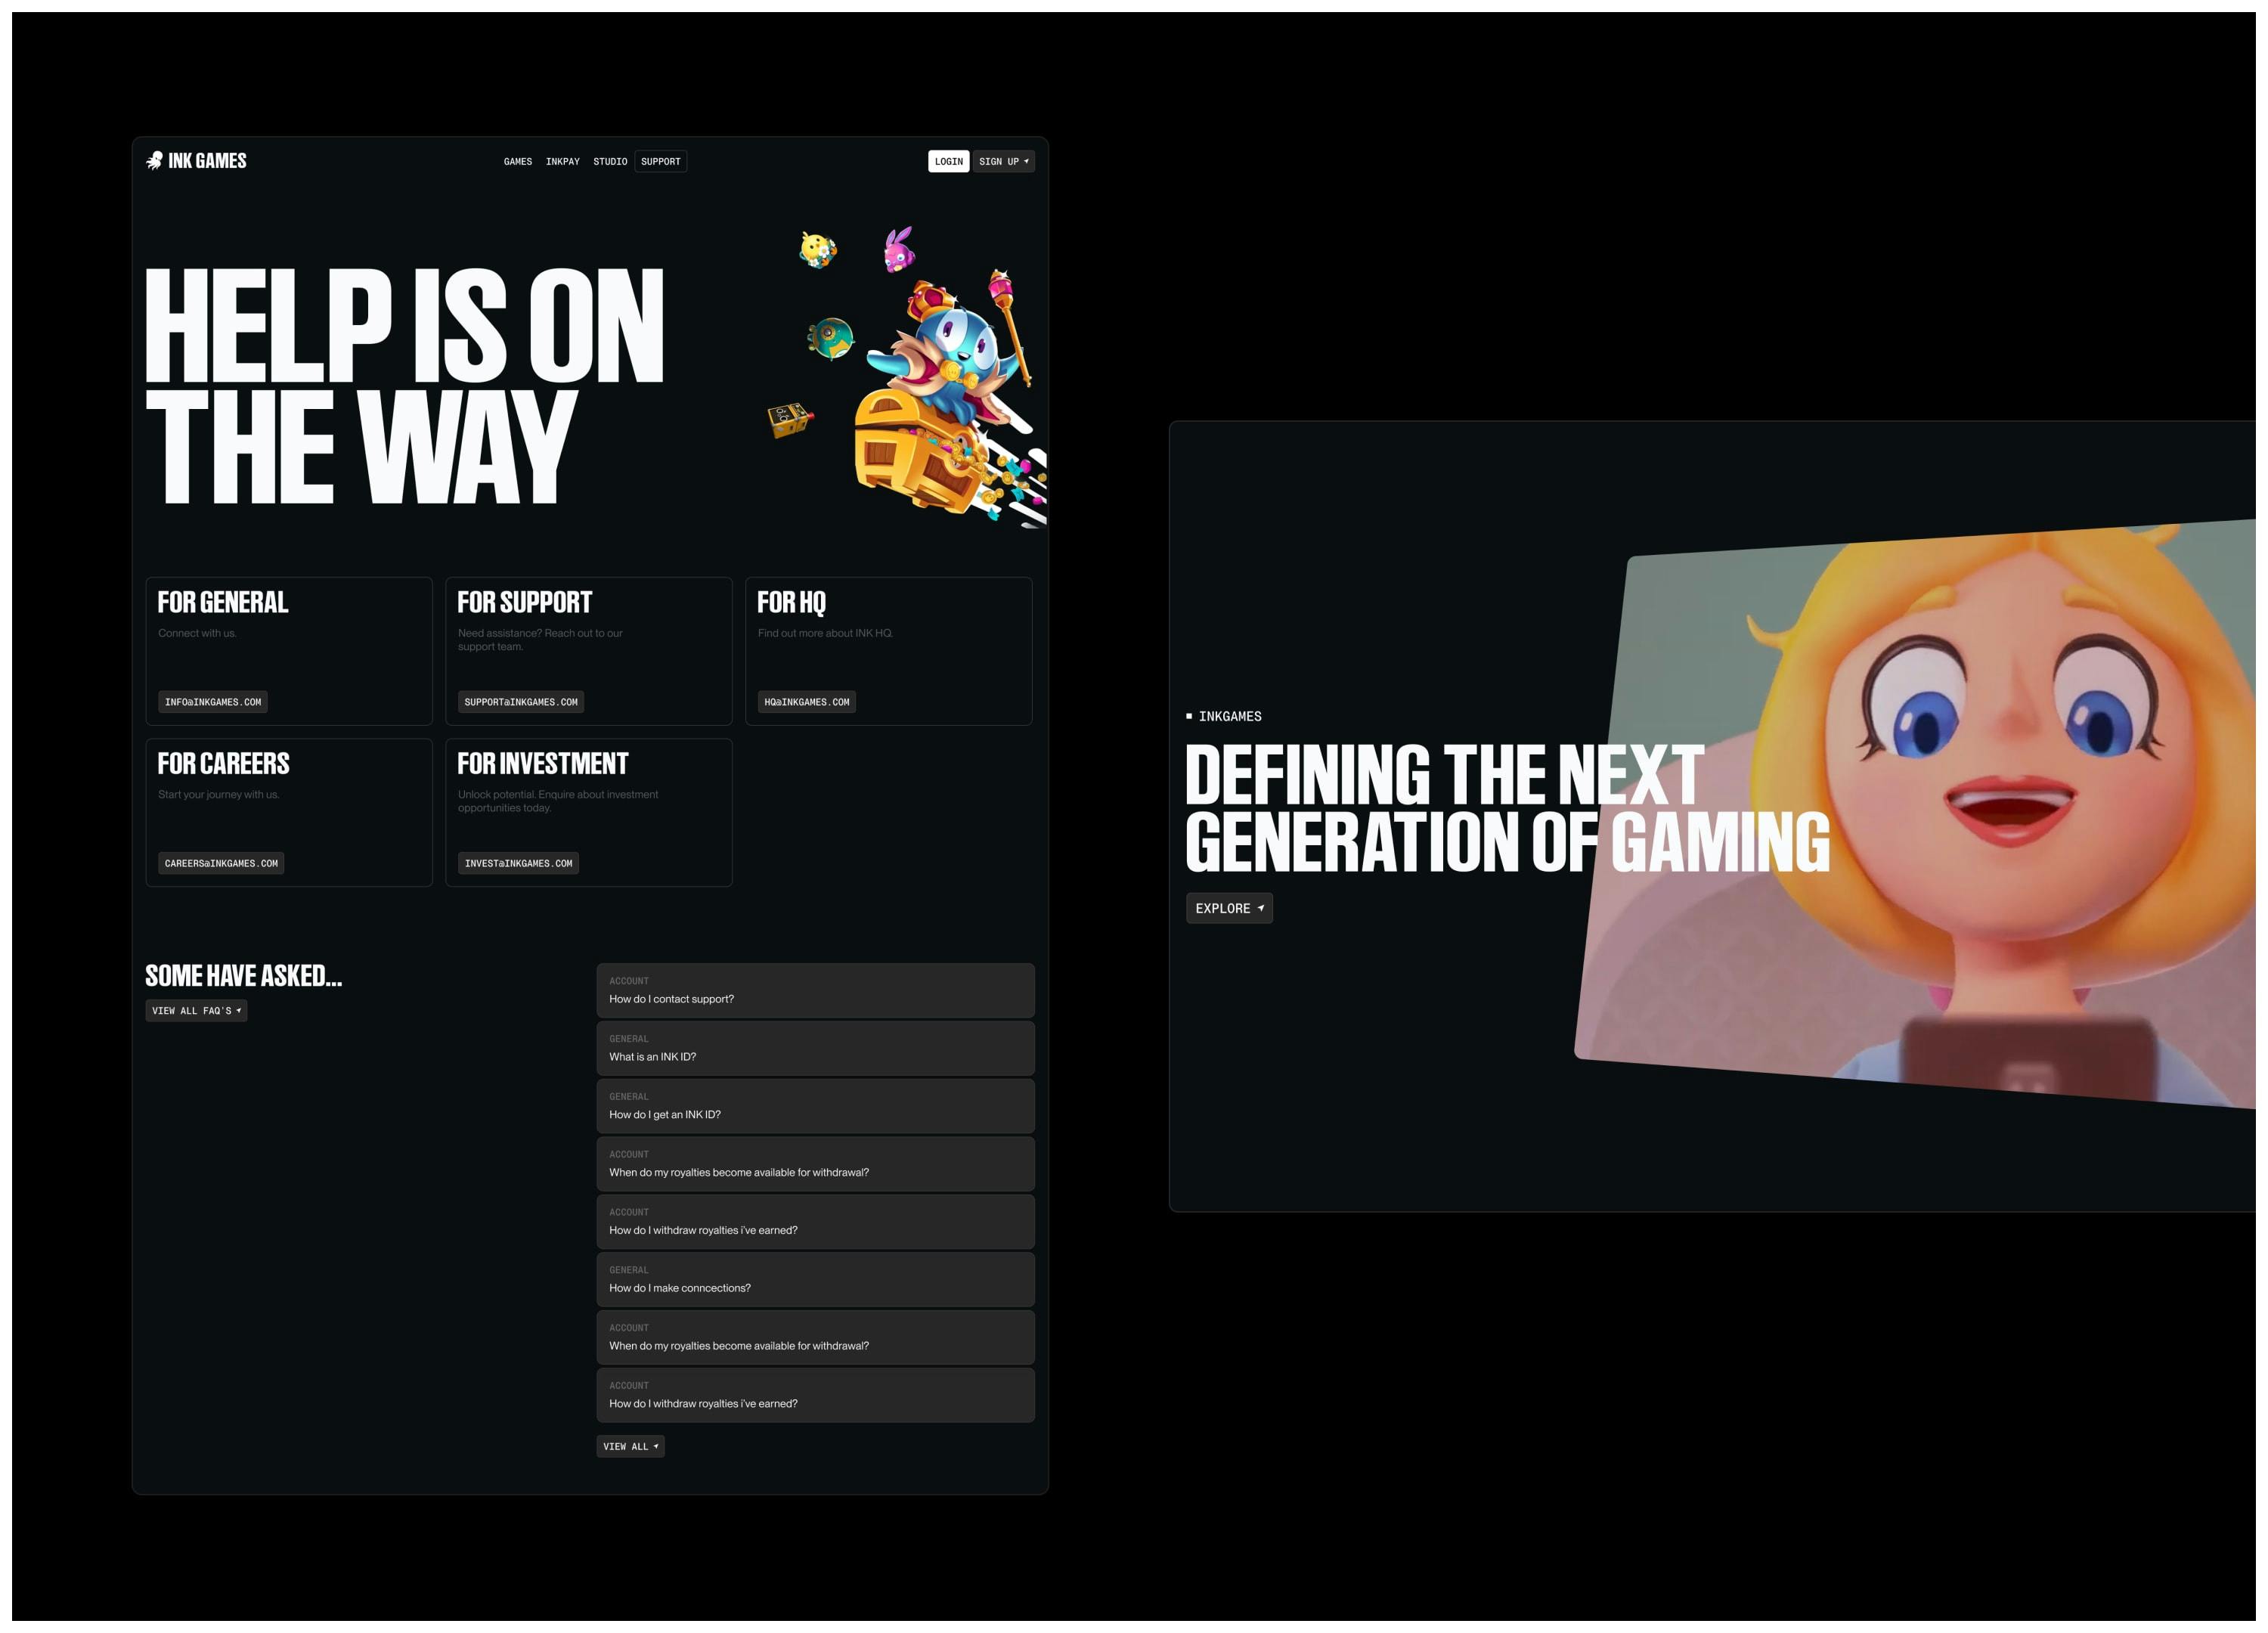 INK GAMES
GAMES INKPAY STUDIO SUPPORT
LOGIN SIGN UP
HELP IS ON
THE WAY
FOR GENERAL
Connect with us.
INFO@INKGAMES.COM
FOR SUPPORT
Need assistance? Reach out to our
support team.
SUPPORT@INKGAMES.COM
FOR HQ
Find out more about INK HQ.
HQ@INKGAMES.COM
FOR CAREERS
Start your journey with us.
CAREERS@INKGAMES.COM
FOR INVESTMENT
Unlock potential. Enquire about investment
opportunities today.
INVEST@INKGAMES.COM
SOME HAVE ASKED...
VIEW ALL FAQ'S
ACCOUNT
How do I contact support?
GENERAL
What is an INK ID?
GENERAL
How do I get an INK ID?
ACCOUNT
When do my royalties become available for withdrawal?
ACCOUNT
How do I withdraw royalties i've earned?
GENERAL
How do I make conncections?
ACCOUNT
When do my royalties become available for withdrawal?
ACCOUNT
How do I withdraw royalties i've earned?
VIEW ALL
INKGAMES
DEFINING THE NEXT
GENERATION OF GAMING
EXPLORE